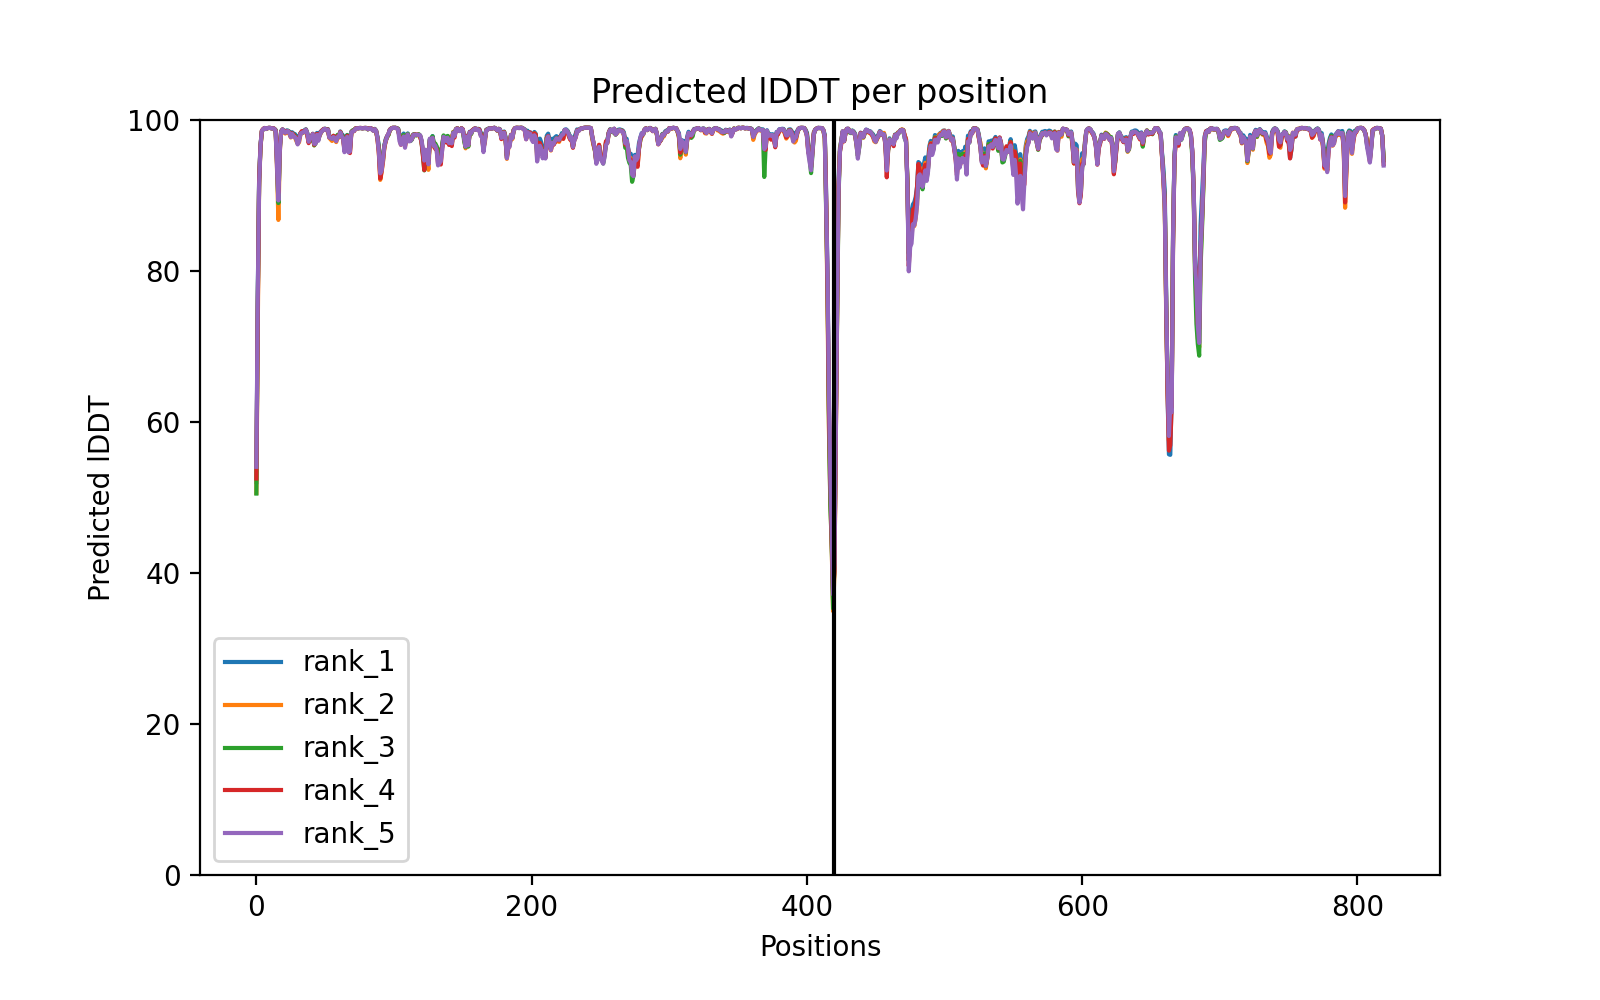 Predicted lDDT per position
100
80
60
40
20
0
Predicted lDDT
rank_1
rank_2
rank_3
rank_4
rank_5
0 200 400 600 800
Positions